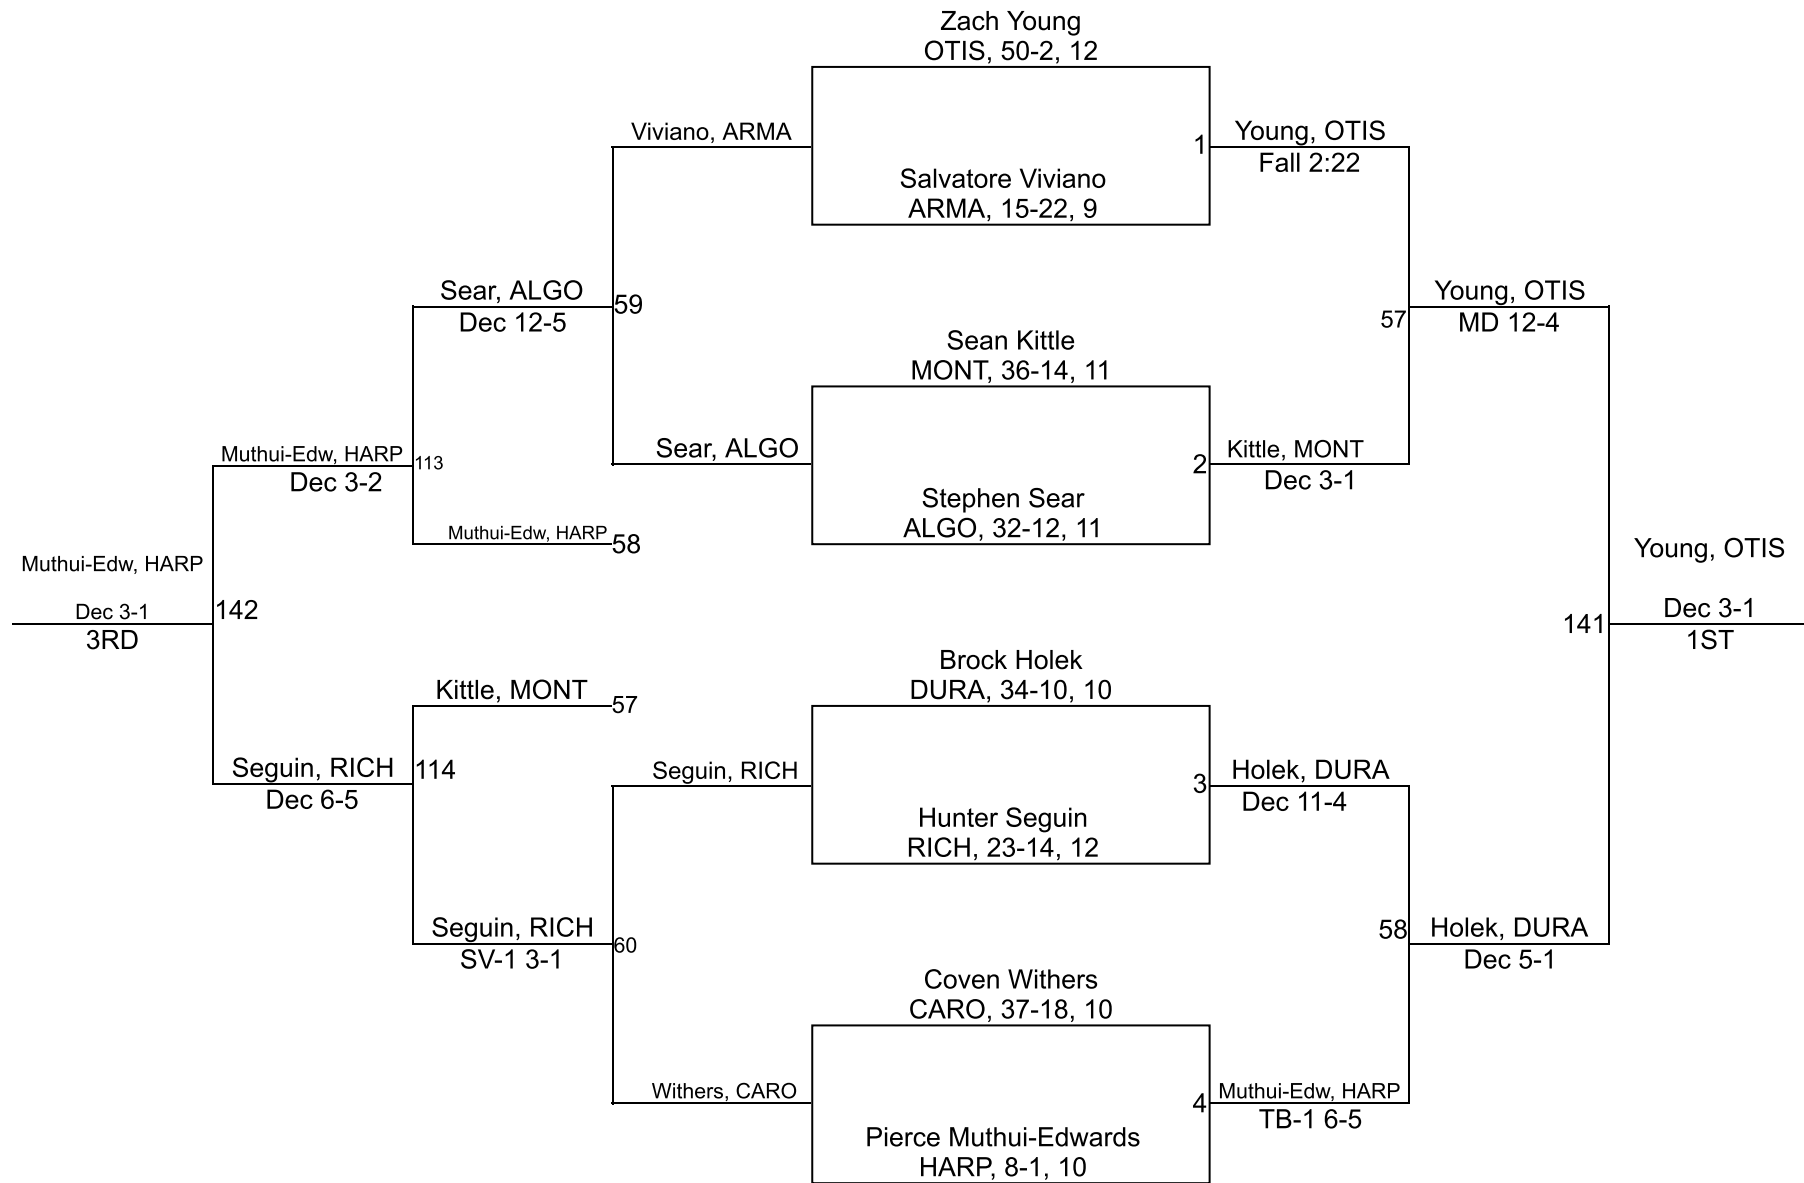 Zach Young
OTIS, 50-2, 12
Viviano, ARMA
1
Young, OTIS
Fall 2:22
Salvatore Viviano
ARMA, 15-22, 9
Sear, ALGO
Dec 12-5
59
57
Young, OTIS
MD 12-4
Sean Kittle
MONT, 36-14, 11
Muthui-Edw, HARP
Dec 3-2
113
Sear, ALGO
2
Kittle, MONT
Dec 3-1
Stephen Sear
ALGO, 32-12, 11
Muthui-Edw, HARP
58
Muthui-Edw, HARP
Dec 3-1
3RD
142
141
Young, OTIS
Dec 3-1
1ST
Brock Holek
DURA, 34-10, 10
Kittle, MONT
57
Seguin, RICH
Dec 6-5
114
Seguin, RICH
3
Holek, DURA
Dec 11-4
Hunter Seguin
RICH, 23-14, 12
Seguin, RICH
SV-1 3-1
60
58
Holek, DURA
Dec 5-1
Coven Withers
CARO, 37-18, 10
Withers, CARO
4
Muthui-Edw, HARP
TB-1 6-5
Pierce Muthui-Edwards
HARP, 8-1, 10